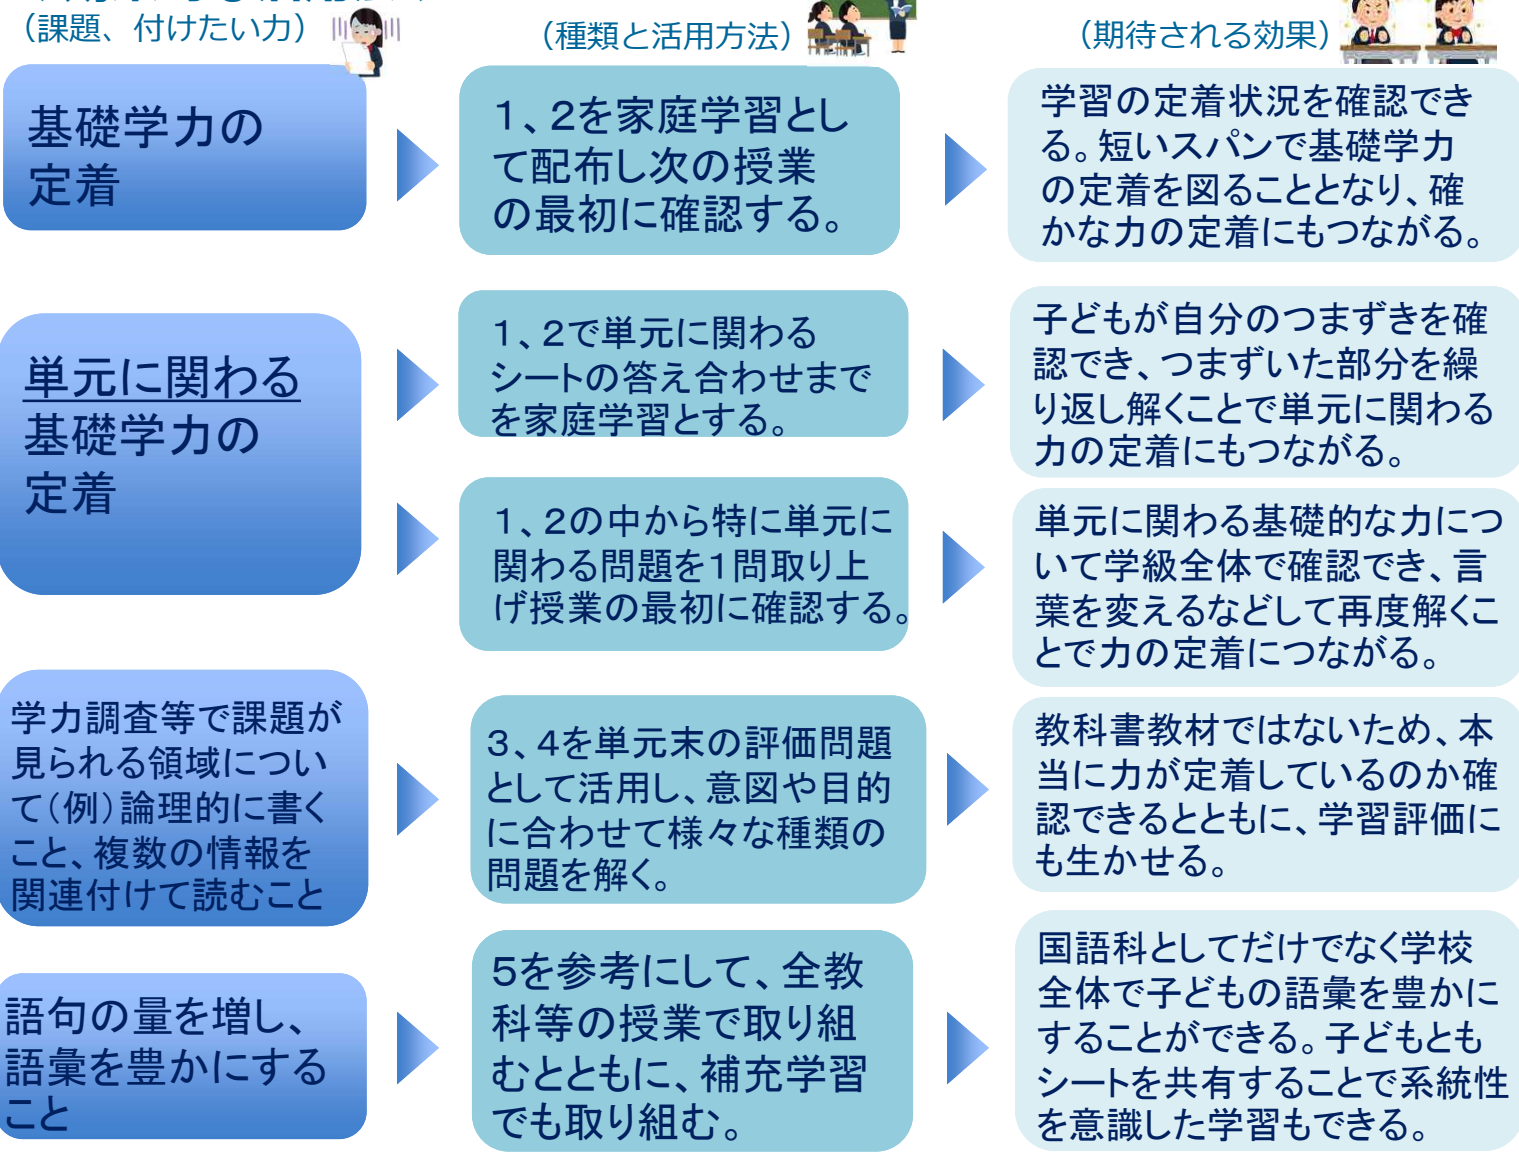 (課題、付けたい力)
(種類と活用方法)
(期待される効果)
基礎学力の
定着
1、2を家庭学習とし
て配布し次の授業
の最初に確認する。
学習の定着状況を確認でき
る。短いスパンで基礎学力
の定着を図ることとなり、確
かな力の定着にもつながる。
単元に関わる
基礎学力の
定着
1、2で単元に関わる
シートの答え合わせまで
を家庭学習とする。
子どもが自分のつまずきを確
認でき、つまずいた部分を繰
り返し解くことで単元に関わる
力の定着にもつながる。
1、2の中から特に単元に
関わる問題を1問取り上
げ授業の最初に確認する。
単元に関わる基礎的な力につ
いて学級全体で確認でき、言
葉を変えるなどして再度解くこ
とで力の定着につながる。
学力調査等で課題が
見られる領域につい
て(例)論理的に書く
こと、複数の情報を
関連付けて読むこと
3、4を単元末の評価問題
として活用し、意図や目的
に合わせて様々な種類の
問題を解く。
教科書教材ではないため、本
当に力が定着しているのか確
認できるとともに、学習評価に
も生かせる。
語句の量を増し、
語彙を豊かにする
こと
5を参考にして、全教
科等の授業で取り組
むとともに、補充学習
でも取り組む。
国語科としてだけでなく学校
全体で子どもの語彙を豊かに
することができる。子どもとも
シートを共有することで系統性
を意識した学習もできる。